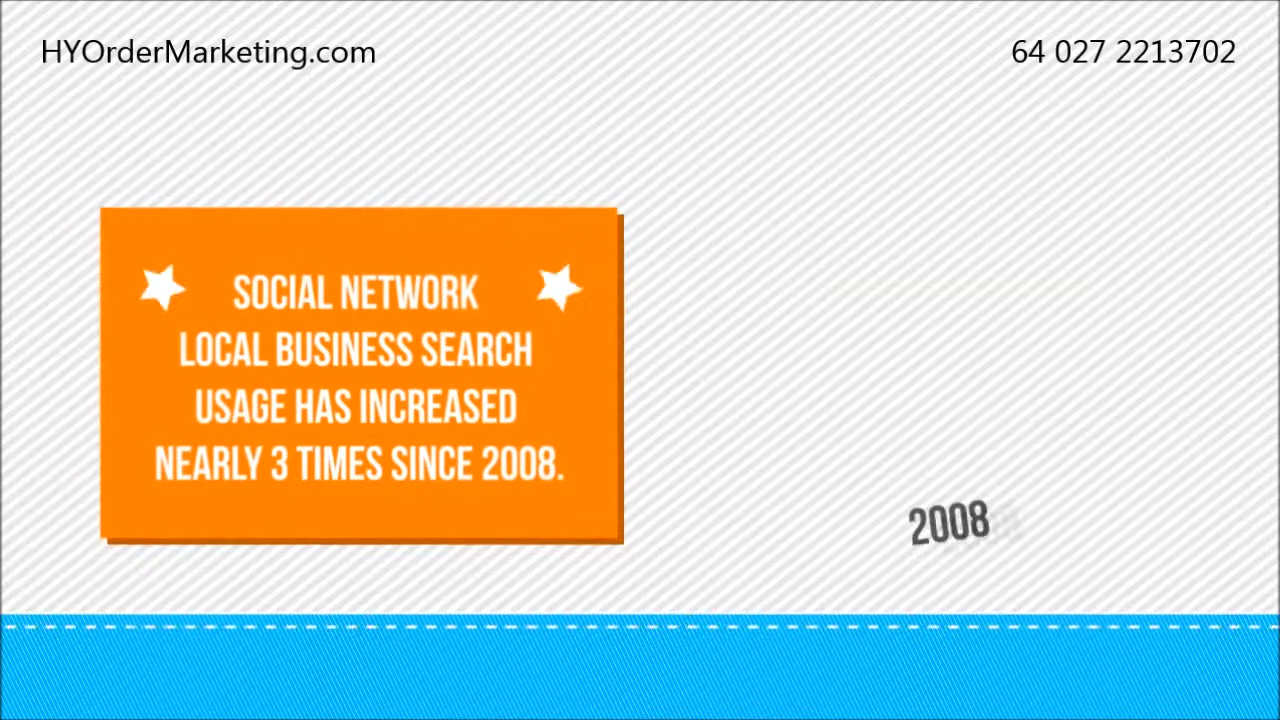 HYOrderMarketing.com
64 027 2213702
SOCIAL NETWORK
LOCAL BUSINESS SEARCH
USAGE HAS INCREASED
NEARLY 3 TIMES SINCE 2008.
2008